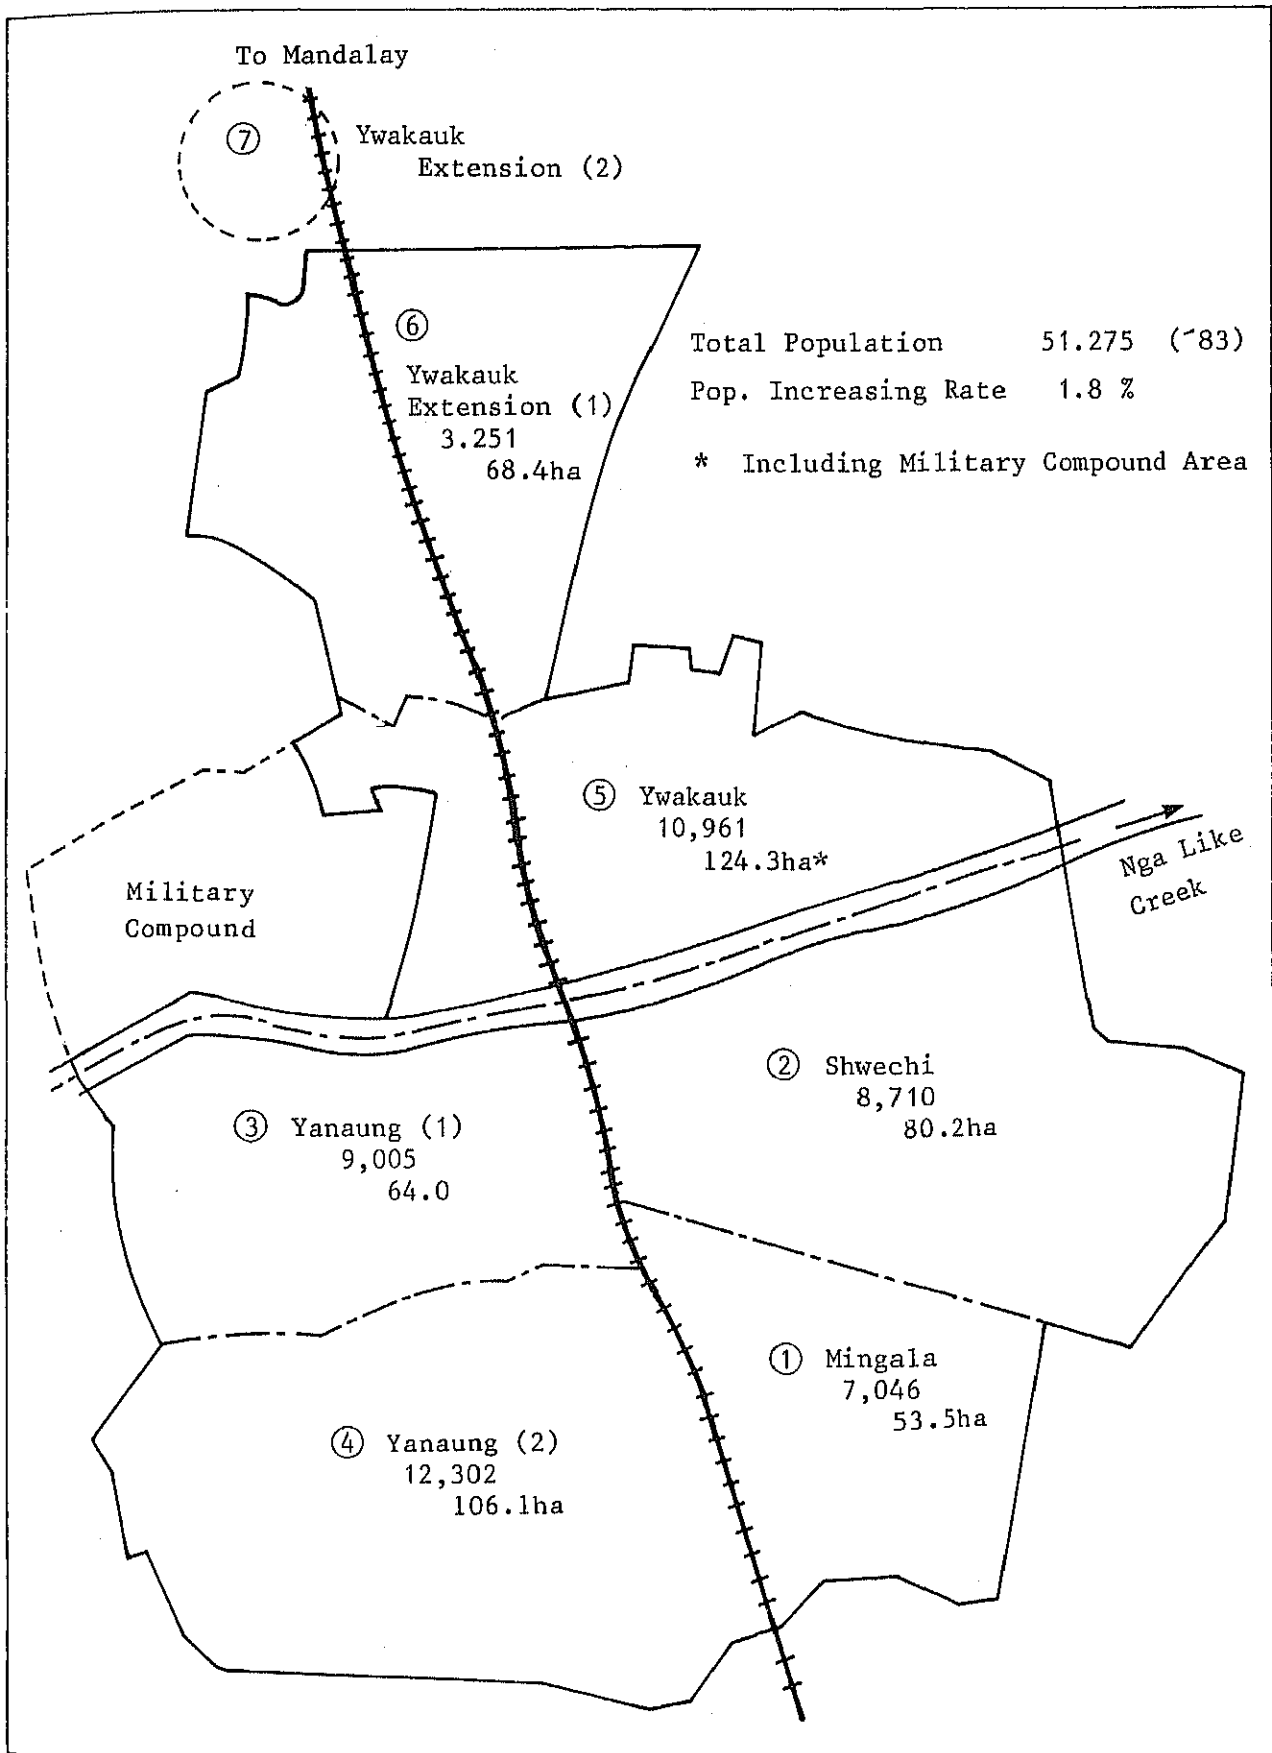 To Mandalay
⑦
Ywakauk
Extension (2)
⑥
Ywakauk
Extension (1)
3.251
68.4ha
Total Population 51.275 (~83)
Pop. Increasing Rate 1.8 %
* Including Military Compound Area
⑤ Ywakauk
10,961
124.3ha*
Military
Compound
Nga Like
Creek
② Shwechi
8,710
80.2ha
③ Yanaung (1)
9,005
64.0
① Mingala
7,046
53.5ha
④ Yanaung (2)
12,302
106.1ha